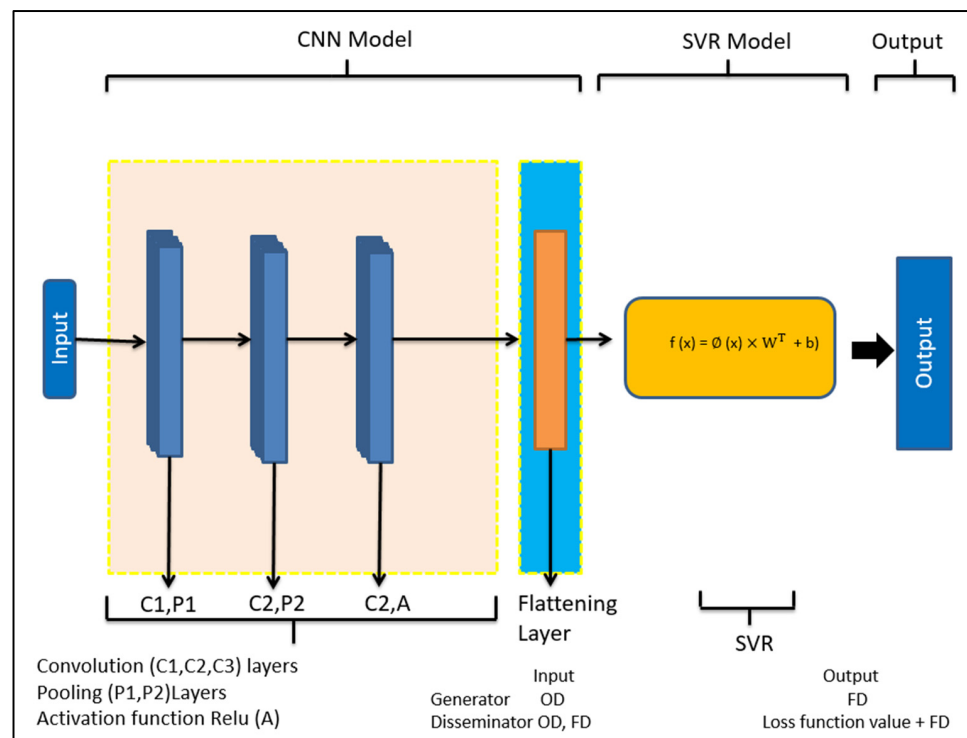 CNN Model
SVR Model
Output
Input
f (x) = Ø (x) × Wᵀ + b)
Output
C1,P1
C2,P2
C2,A
Flattening
Layer
SVR
Convolution (C1,C2,C3) layers
Pooling (P1,P2)Layers
Activation function Relu (A)
Input Output
Generator OD FD
Disseminator OD, FD Loss function value + FD